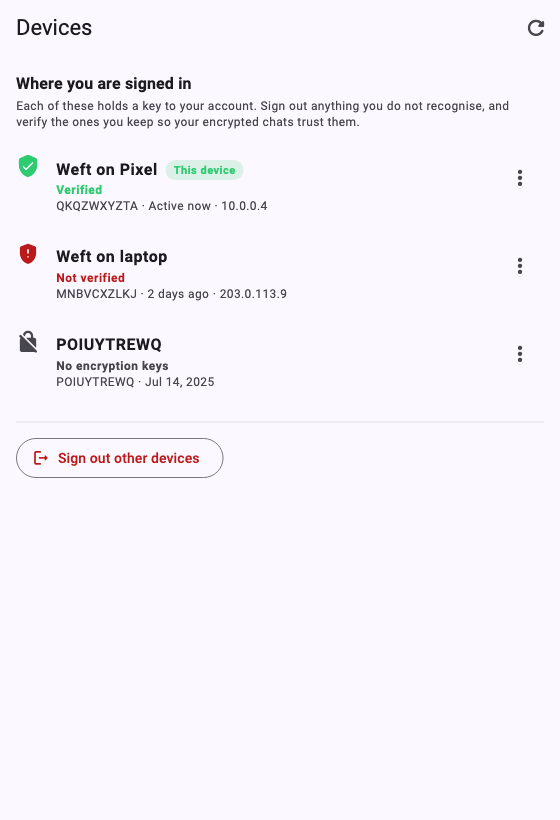 Devices
Where you are signed in
Each of these holds a key to your account. Sign out anything you do not recognise, and
verify the ones you keep so your encrypted chats trust them.
Weft on Pixel This device
Verified
QKQZWXYZTA · Active now · 10.0.0.4
Weft on laptop
Not verified
MNBVCXZLKJ · 2 days ago · 203.0.113.9
POIUYTREWQ
No encryption keys
POIUYTREWQ · Jul 14, 2025
Sign out other devices